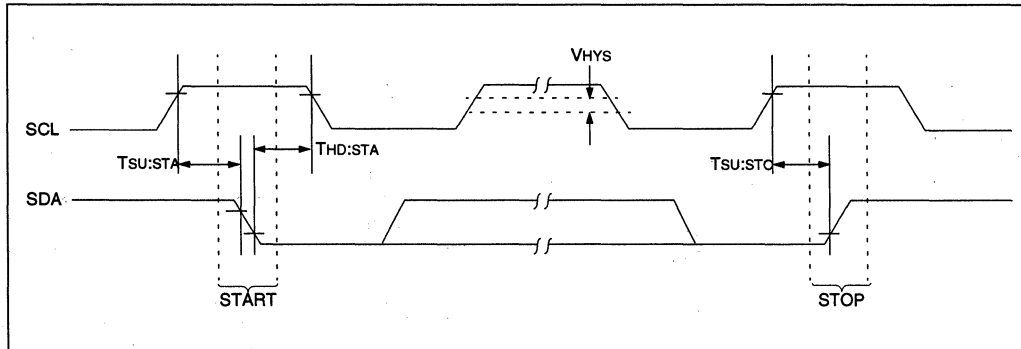 VHYS
SCL
TSU:STA
THD:STA
TSU:STO
SDA
START
STOP